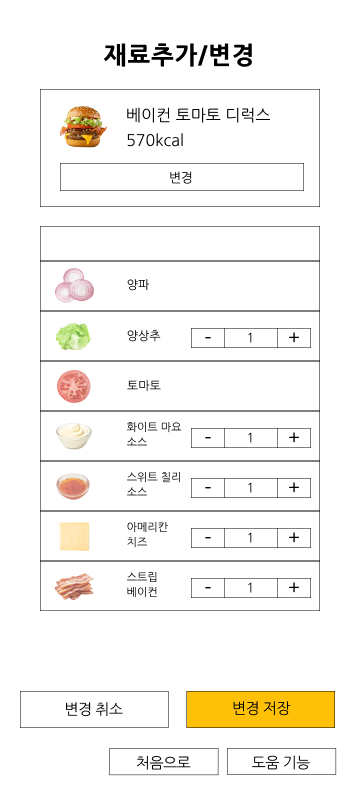 재료추가/변경
베이컨 토마토 디럭스
570kcal
변경
양파
양상추
- 1 +
토마토
화이트 마요
소스
- 1 +
스위트 칠리
소스
- 1 +
아메리칸
치즈
- 1 +
스트립
베이컨
- 1 +
변경 취소
변경 저장
처음으로
도움 기능